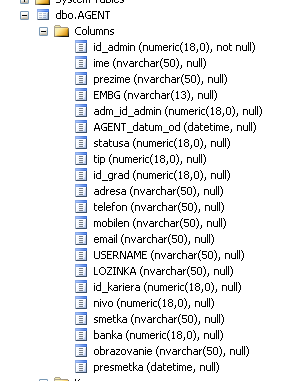 System Tables
dbo.AGENT
Columns
id_admin (numeric(18,0), not null)
ime (nvarchar(50), null)
prezime (nvarchar(50), null)
EMBG (nvarchar(13), null)
adm_id_admin (numeric(18,0), null)
AGENT_datum_od (datetime, null)
statusa (numeric(18,0), null)
tip (numeric(18,0), null)
id_grad (numeric(18,0), null)
adresa (nvarchar(50), null)
telefon (nvarchar(50), null)
mobilen (nvarchar(50), null)
email (nvarchar(50), null)
USERNAME (nvarchar(50), null)
LOZINKA (nvarchar(50), null)
id_kariera (numeric(18,0), null)
nivo (numeric(18,0), null)
smetka (nvarchar(50), null)
banka (numeric(18,0), null)
obrazovanie (nvarchar(50), null)
presmetka (datetime, null)